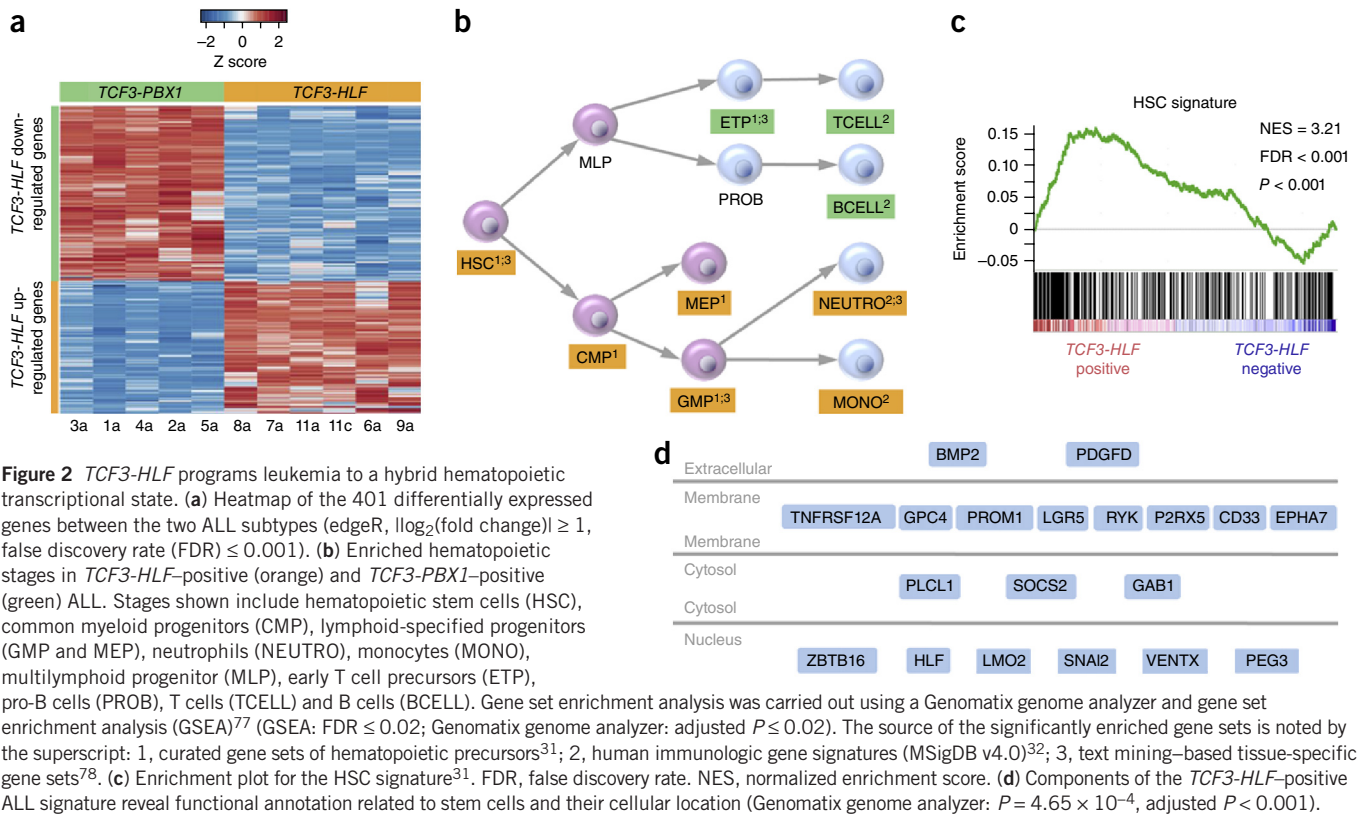 a
−2 0 2
Z score
TCF3-PBX1 TCF3-HLF
TCF3-HLF down-
regulated genes
TCF3-HLF up-
regulated genes
3a 1a 4a 2a 5a 8a 7a 11a 11c 6a 9a
b
ETP1;3 TCELL2
MLP
PROB
BCELL2
HSC1;3
MEP1 NEUTRO2;3
CMP1
GMP1;3 MONO2
c
HSC signature
NES = 3.21
FDR < 0.001
P < 0.001
Enrichment score
0.15
0.10
0.05
0
−0.05
TCF3-HLF
positive
TCF3-HLF
negative
d
Extracellular
BMP2 PDGFD
Membrane
TNFRSF12A GPC4 PROM1 LGR5 RYK P2RX5 CD33 EPHA7
Membrane
Cytosol
PLCL1 SOCS2 GAB1
Cytosol
Nucleus
ZBTB16 HLF LMO2 SNAI2 VENTX PEG3
Figure 2 TCF3-HLF programs leukemia to a hybrid hematopoietic
transcriptional state. (a) Heatmap of the 401 differentially expressed
genes between the two ALL subtypes (edgeR, |log2(fold change)| ≥ 1,
false discovery rate (FDR) ≤ 0.001). (b) Enriched hematopoietic
stages in TCF3-HLF–positive (orange) and TCF3-PBX1–positive
(green) ALL. Stages shown include hematopoietic stem cells (HSC),
common myeloid progenitors (CMP), lymphoid-specified progenitors
(GMP and MEP), neutrophils (NEUTRO), monocytes (MONO),
multilymphoid progenitor (MLP), early T cell precursors (ETP),
pro-B cells (PROB), T cells (TCELL) and B cells (BCELL). Gene set enrichment analysis was carried out using a Genomatix genome analyzer and gene set
enrichment analysis (GSEA)77 (GSEA: FDR ≤ 0.02; Genomatix genome analyzer: adjusted P ≤ 0.02). The source of the significantly enriched gene sets is noted by
the superscript: 1, curated gene sets of hematopoietic precursors31; 2, human immunologic gene signatures (MSigDB v4.0)32; 3, text mining–based tissue-specific
gene sets78. (c) Enrichment plot for the HSC signature31. FDR, false discovery rate. NES, normalized enrichment score. (d) Components of the TCF3-HLF–positive
ALL signature reveal functional annotation related to stem cells and their cellular location (Genomatix genome analyzer: P = 4.65 × 10−4, adjusted P < 0.001).